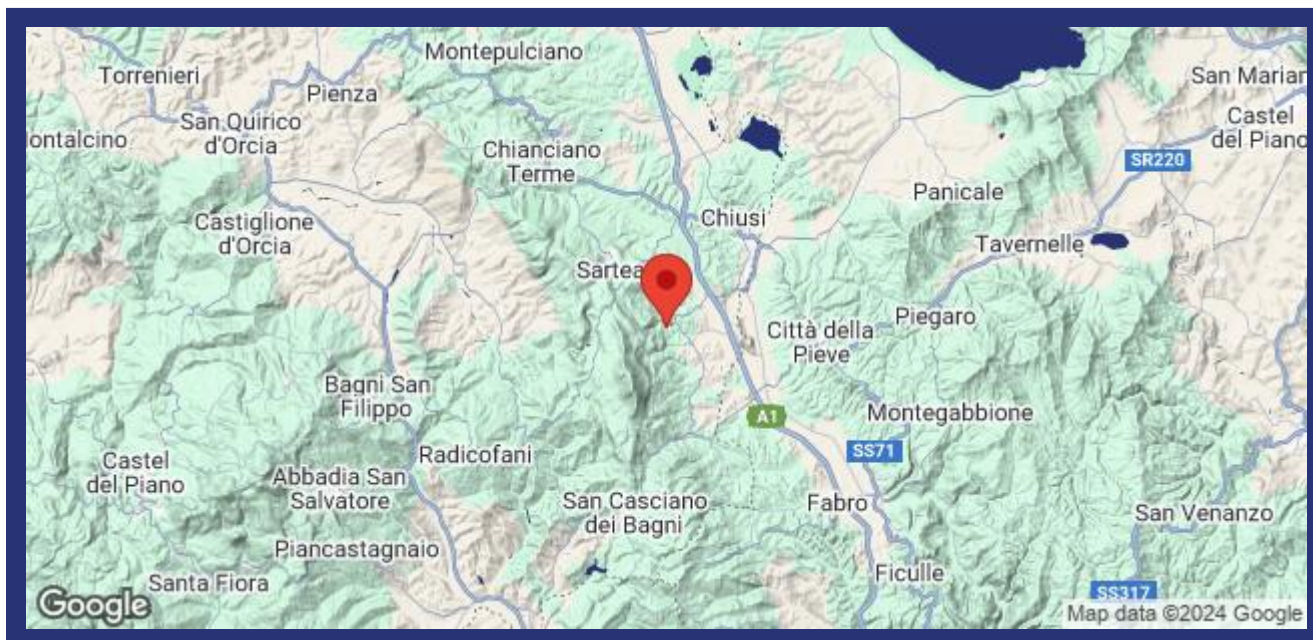 Montepulciano
Torrenieri
Pienza
San Quirico
d'Orcia
ontalcino
Chianciano
Terme
San Marian
Castel
del Piano
SR220
Panicale
Castiglione
d'Orcia
Chiusi
Tavernelle
Sartea
Piegaro
Città della
Pieve
Bagni San
Filippo
A1
Montegabbione
SS71
Radicofani
Castel
del Piano
Abbadia San
Salvatore
San Casciano
dei Bagni
Fabro
San Venanzo
Piancastagnaio
Santa Fiora
Ficulle
SS317
Google
Map data ©2024 Google